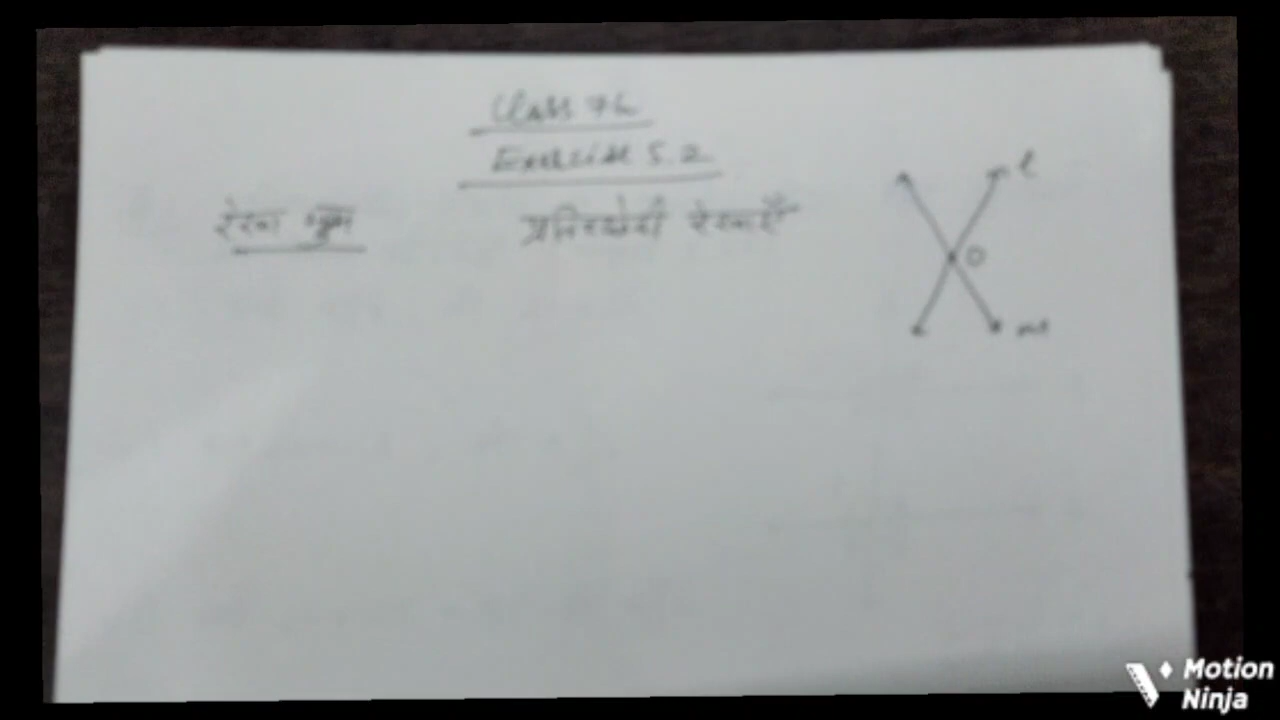 Class 7th
Exercise 5.2
रेखा युग्म प्रतिच्छेदी रेखाएँ
l
O
m
Motion
Ninja